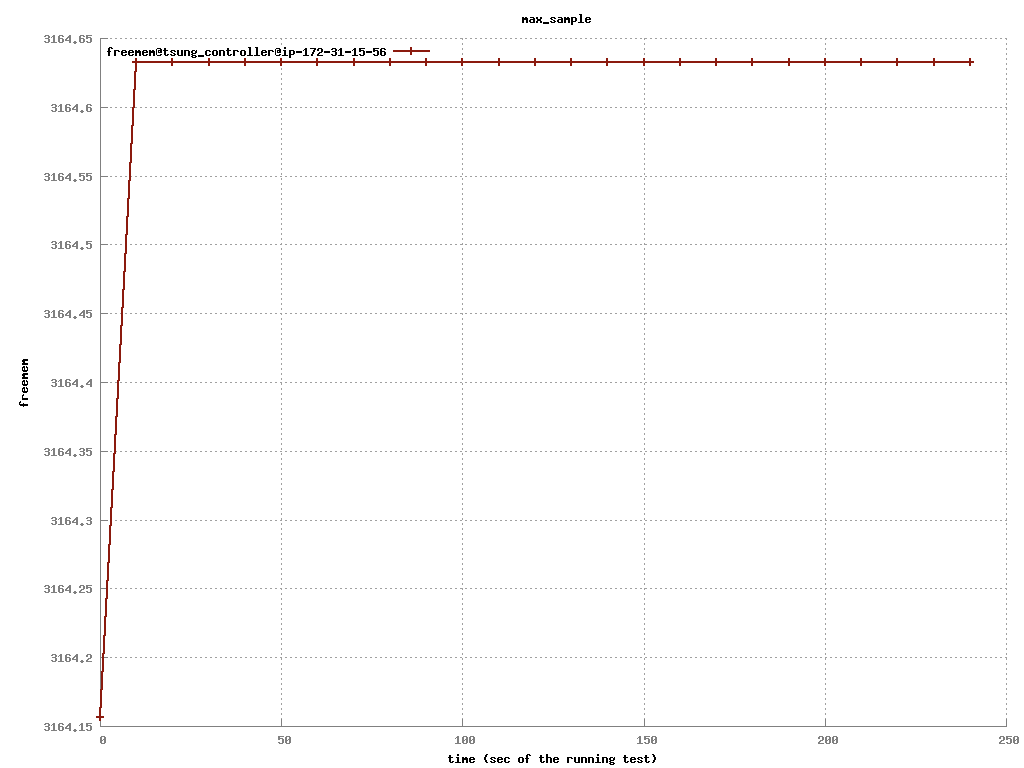 max_sample
freemem@tsung_controller@ip-172-31-15-56
3164.65
3164.6
3164.55
3164.5
3164.45
3164.4
3164.35
3164.3
3164.25
3164.2
3164.15
freemem
0 50 100 150 200 250
time (sec of the running test)